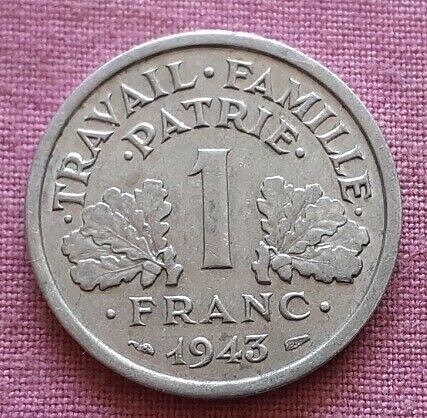 ·TRAVAIL·FAMILLE·
·PATRIE·
1
·FRANC·
1943